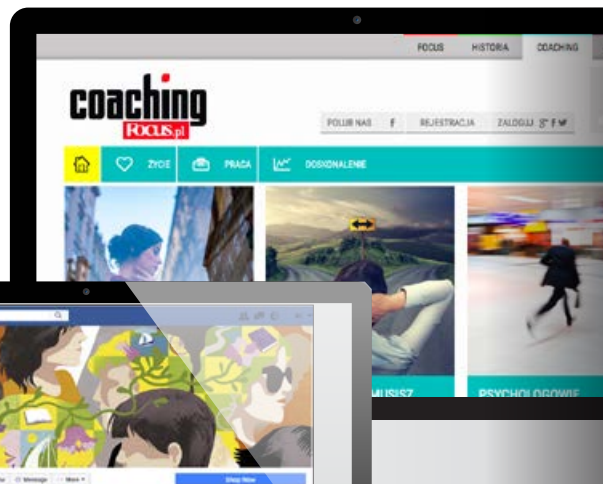 FOCUS HISTORIA COACHING
coaching
FOCUS.pl
POLUB NAS f REJESTRACJA ZALOGUJ g+ f
ŻYCIE PRACA DOSKONALENIE
MUSISZ PSYCHOLOGOWIE
Message More
Shop Now